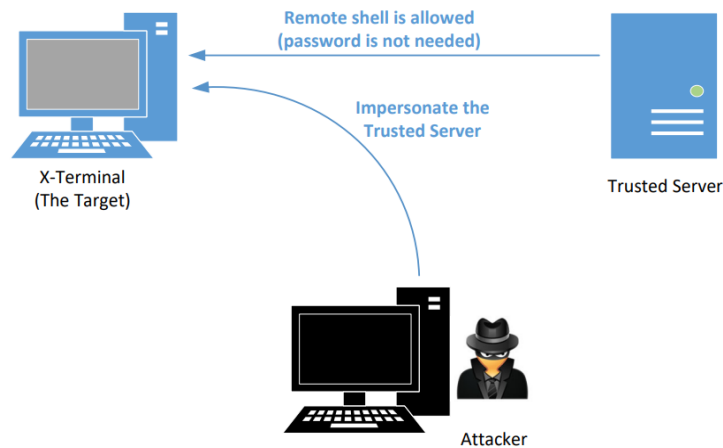 Remote shell is allowed
(password is not needed)
Impersonate the
Trusted Server
X-Terminal
(The Target)
Trusted Server
Attacker